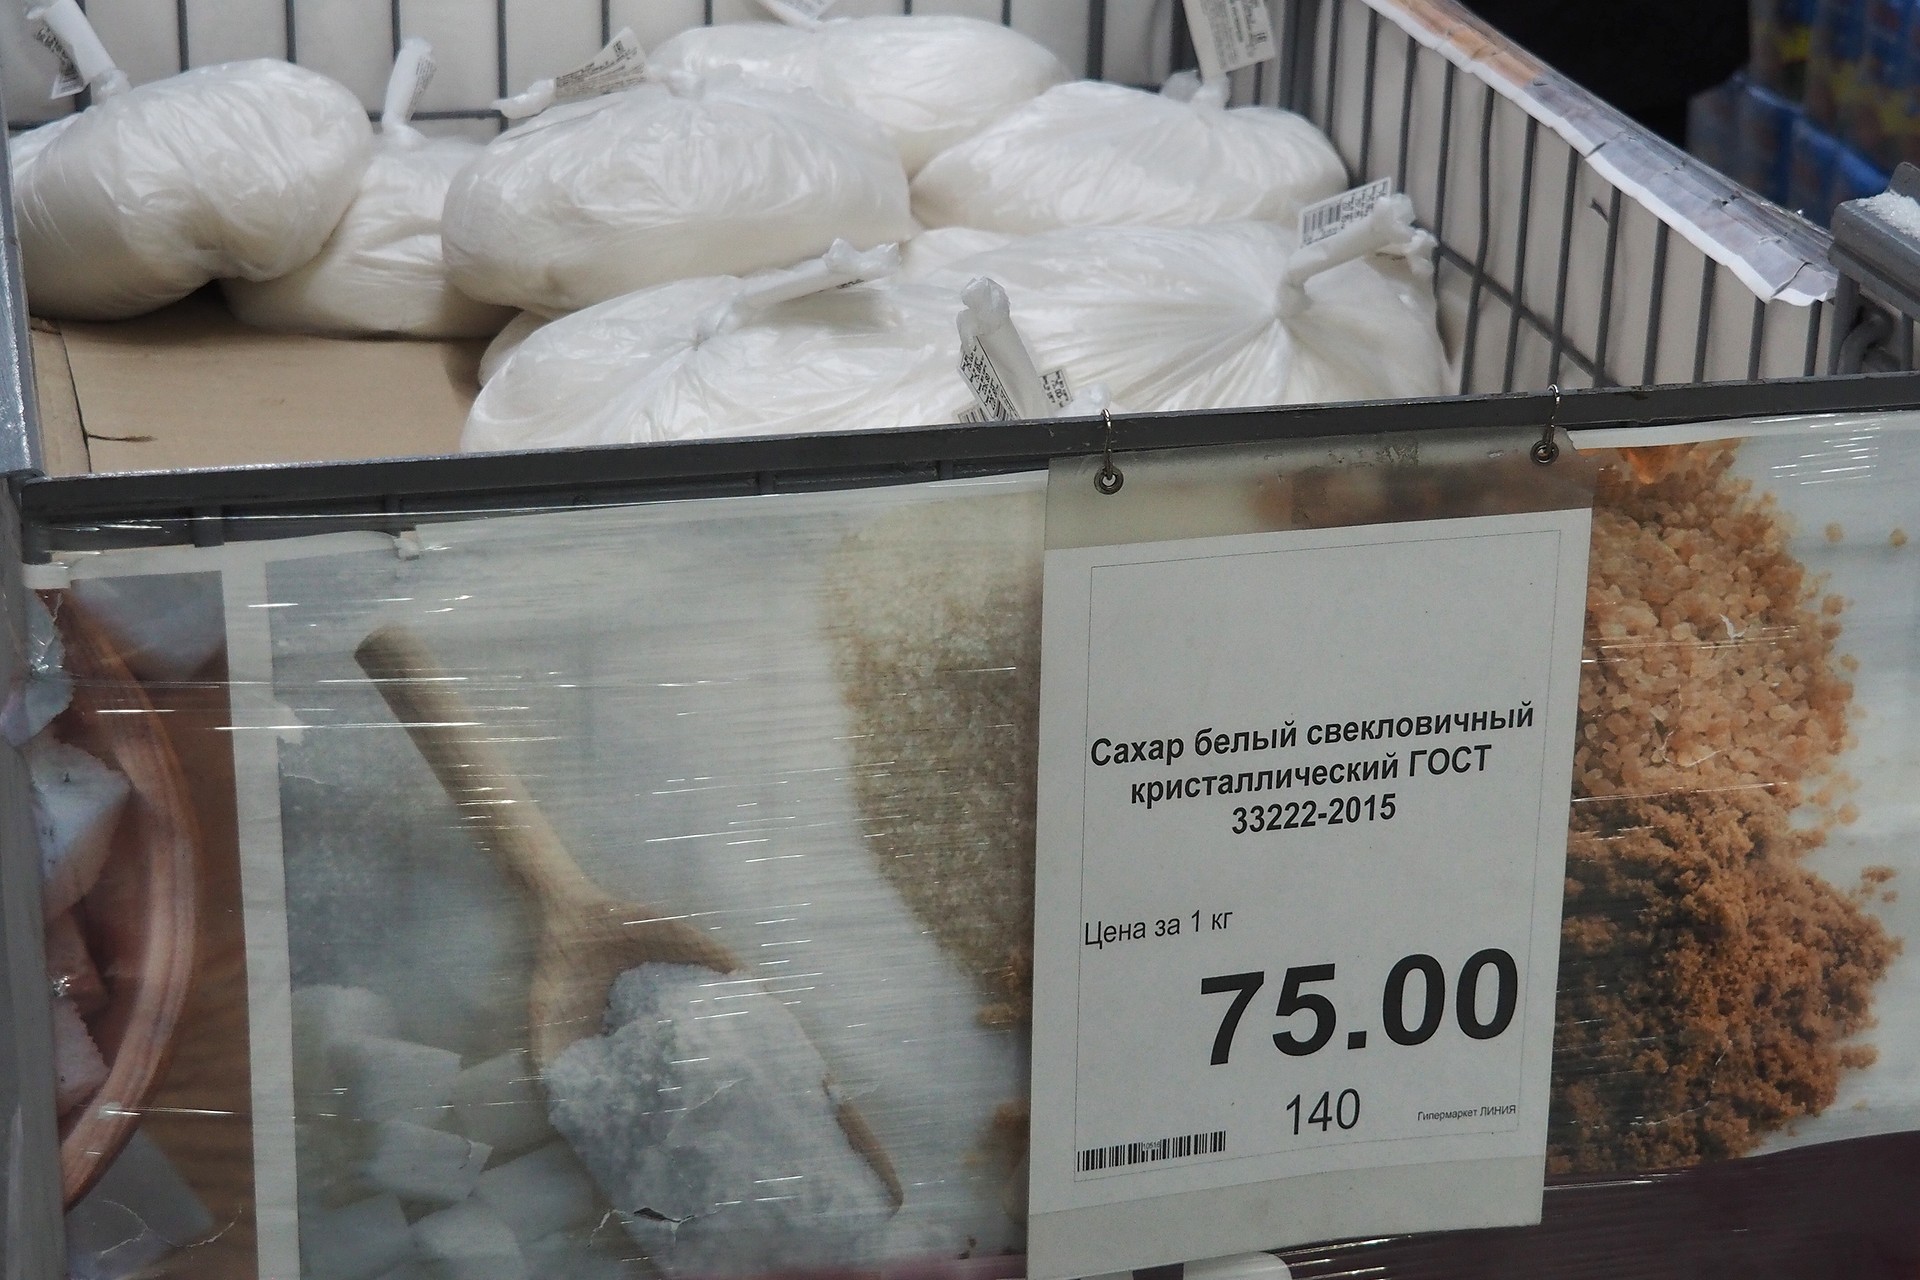 Сахар белый свекловичный
кристаллический ГОСТ
33222-2015
Цена за 1 кг
75.00
140
Гипермаркет ЛИНИЯ